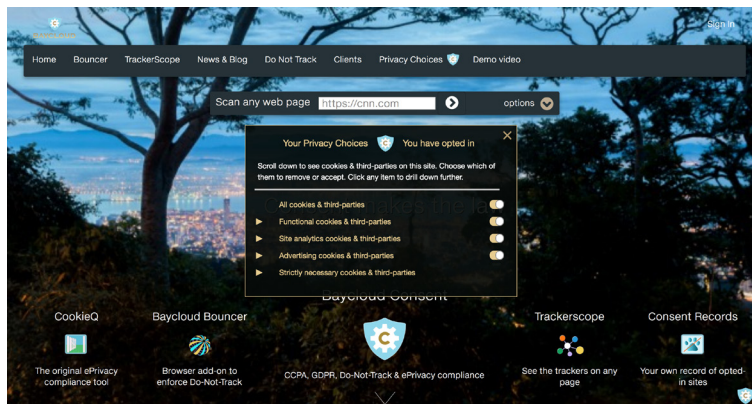 Sign In
Home Bouncer TrackerScope News & Blog Do Not Track Clients Privacy Choices Demo video
Scan any web page https://cnn.com options
Your Privacy Choices You have opted in
Scroll down to see cookies & third-parties on this site. Choose which of
them to remove or accept. Click any item to drill down further.
All cookies & third-parties
Functional cookies & third-parties
Site analytics cookies & third-parties
Advertising cookies & third-parties
Strictly necessary cookies & third-parties
Baycloud Consent
CookieQ Baycloud Bouncer Trackerscope Consent Records
C
The original ePrivacy Browser add-on to CCPA, GDPR, Do-Not-Track & ePrivacy compliance See the trackers on any Your own record of opted-
compliance tool enforce Do-Not-Track page in sites